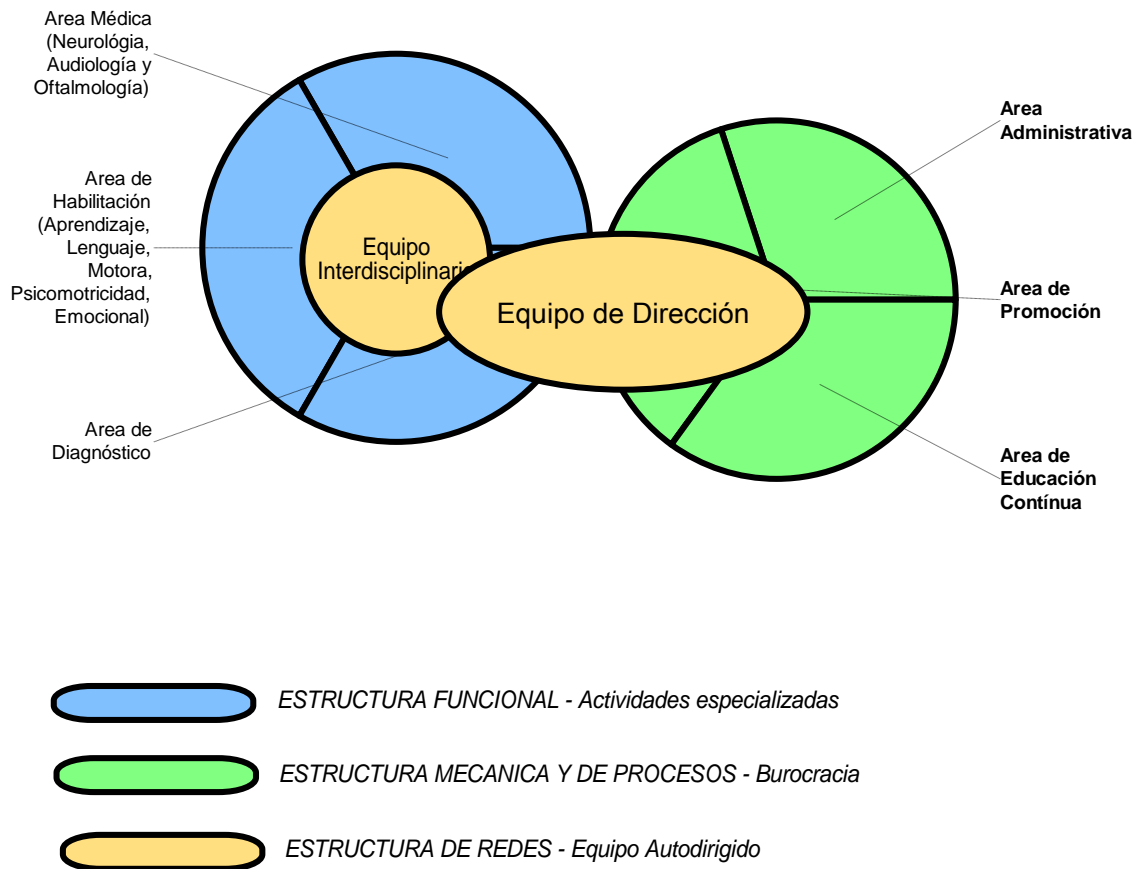 Area Médica
(Neurológia,
Audiología y
Oftalmología)
Area de
Habilitación
(Aprendizaje,
Lenguaje,
Motora,
Psicomotricidad,
Emocional)
Area de
Diagnóstico
Equipo
Interdisciplinario
Equipo de Dirección
Area
Administrativa
Area de
Promoción
Area de
Educación
Contínua
ESTRUCTURA FUNCIONAL - Actividades especializadas
ESTRUCTURA MECANICA Y DE PROCESOS - Burocracia
ESTRUCTURA DE REDES - Equipo Autodirigido